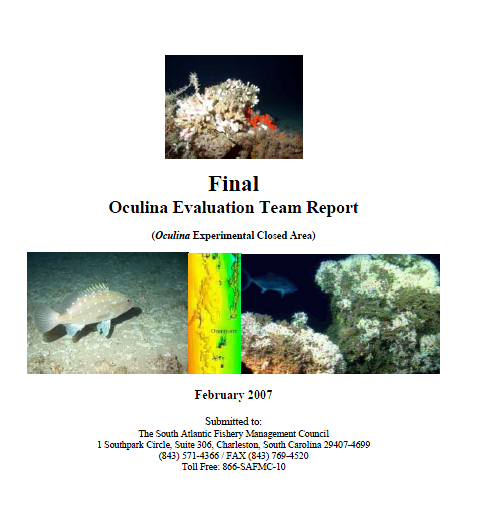 Final
Oculina Evaluation Team Report
(Oculina Experimental Closed Area)
February 2007
Submitted to:
The South Atlantic Fishery Management Council
1 Southpark Circle, Suite 306, Charleston, South Carolina 29407-4699
(843) 571-4366 / FAX (843) 769-4520
Toll Free: 866-SAFMC-10